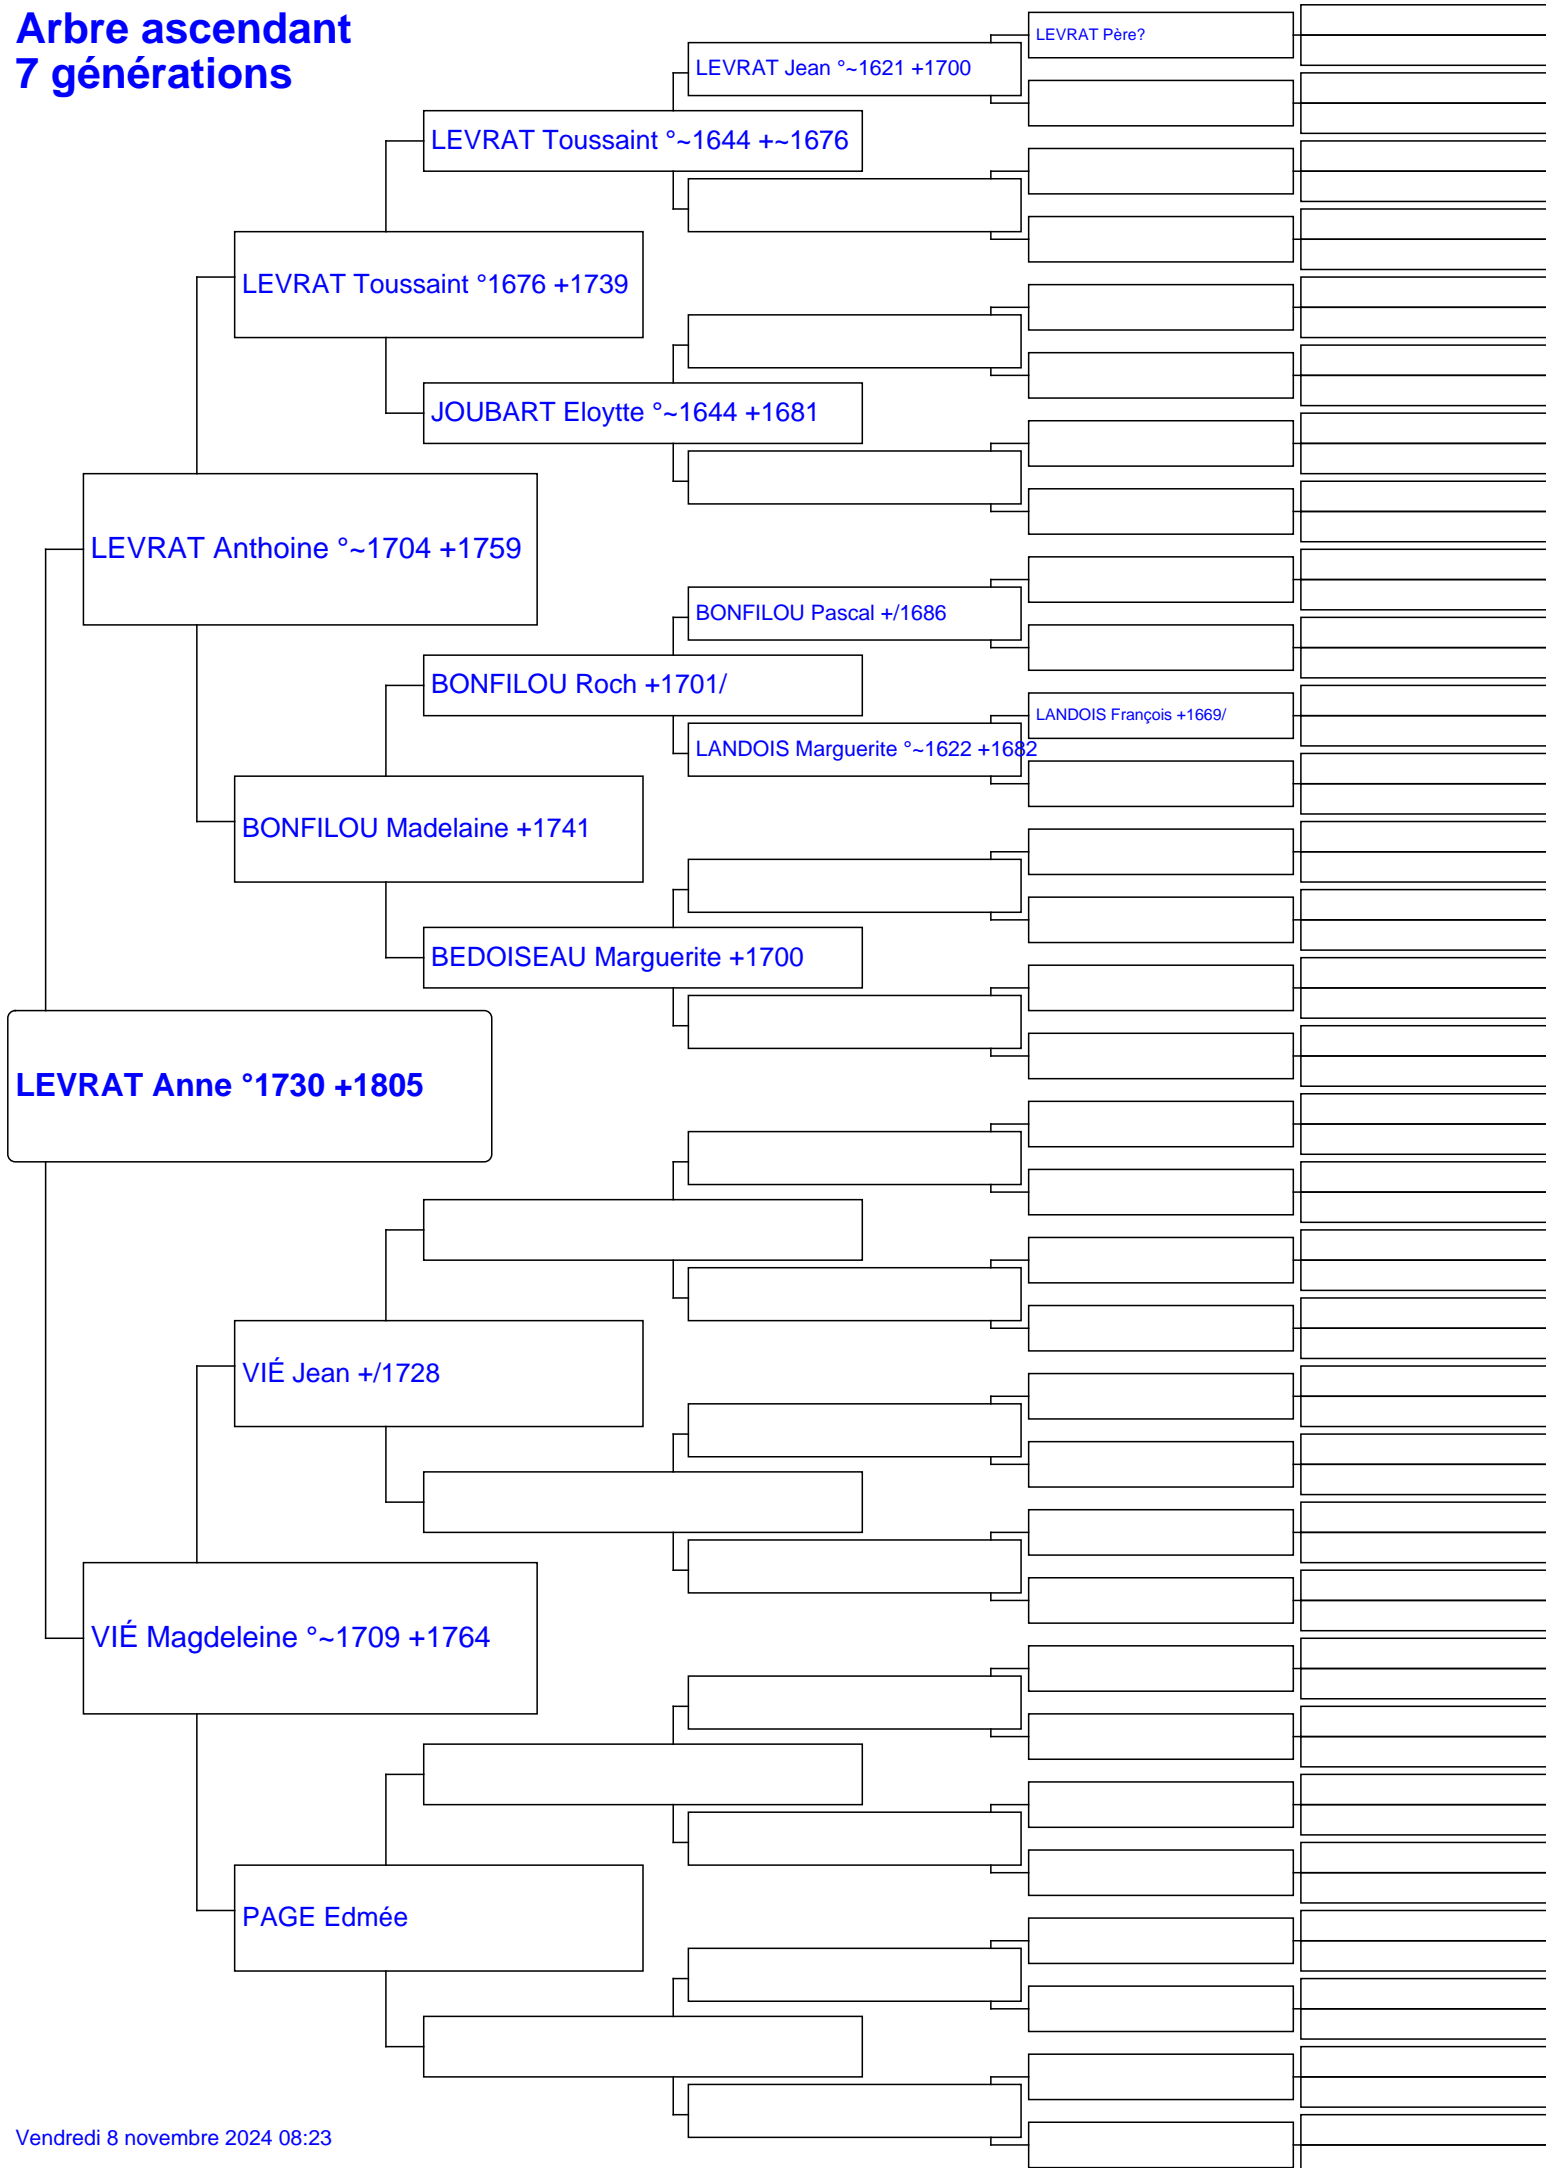 Arbre ascendant
7 générations
LEVRAT Père?
LEVRAT Jean °~1621 +1700
LEVRAT Toussaint °~1644 +~1676
LEVRAT Toussaint °1676 +1739
JOUBART Eloytte °~1644 +1681
LEVRAT Anthoine °~1704 +1759
BONFILOU Pascal +/1686
BONFILOU Roch +1701/
LANDOIS François +1669/
LANDOIS Marguerite °~1622 +1682
BONFILOU Madelaine +1741
BEDOISEAU Marguerite +1700
LEVRAT Anne °1730 +1805
VIÉ Jean +/1728
VIÉ Magdeleine °~1709 +1764
PAGE Edmée
Vendredi 8 novembre 2024 08:23